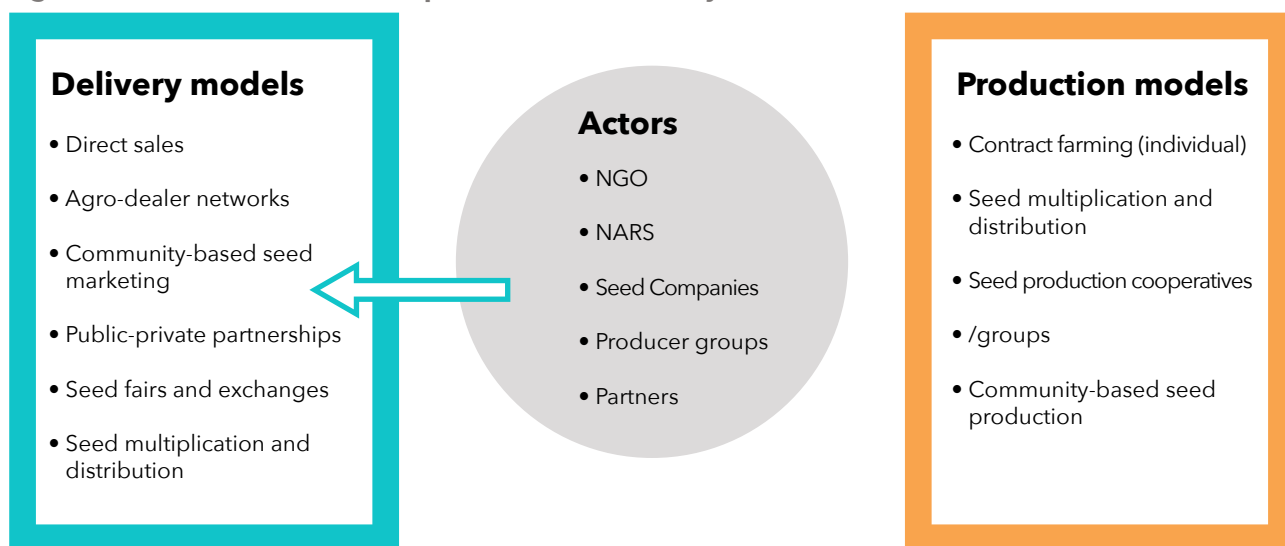 Delivery models
• Direct sales
• Agro-dealer networks
• Community-based seed
marketing
• Public-private partnerships
• Seed fairs and exchanges
• Seed multiplication and
distribution
Actors
• NGO
• NARS
• Seed Companies
• Producer groups
• Partners
Production models
• Contract farming (individual)
• Seed multiplication and
distribution
• Seed production cooperatives
• /groups
• Community-based seed
production